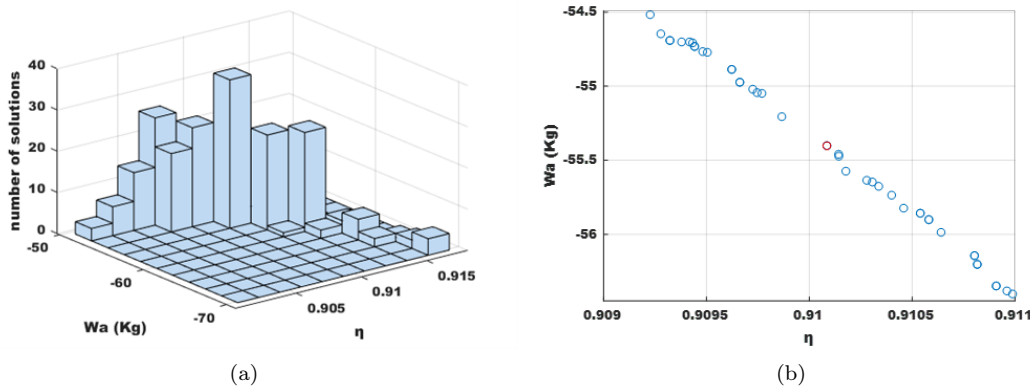 40
30
20
10
0
number of solutions
-50
-60
-70
Wa (Kg)
0.905
0.91
0.915
η
(a)
-54.5
-55
-55.5
-56
Wa (Kg)
0.909
0.9095
0.91
0.9105
0.911
η
(b)